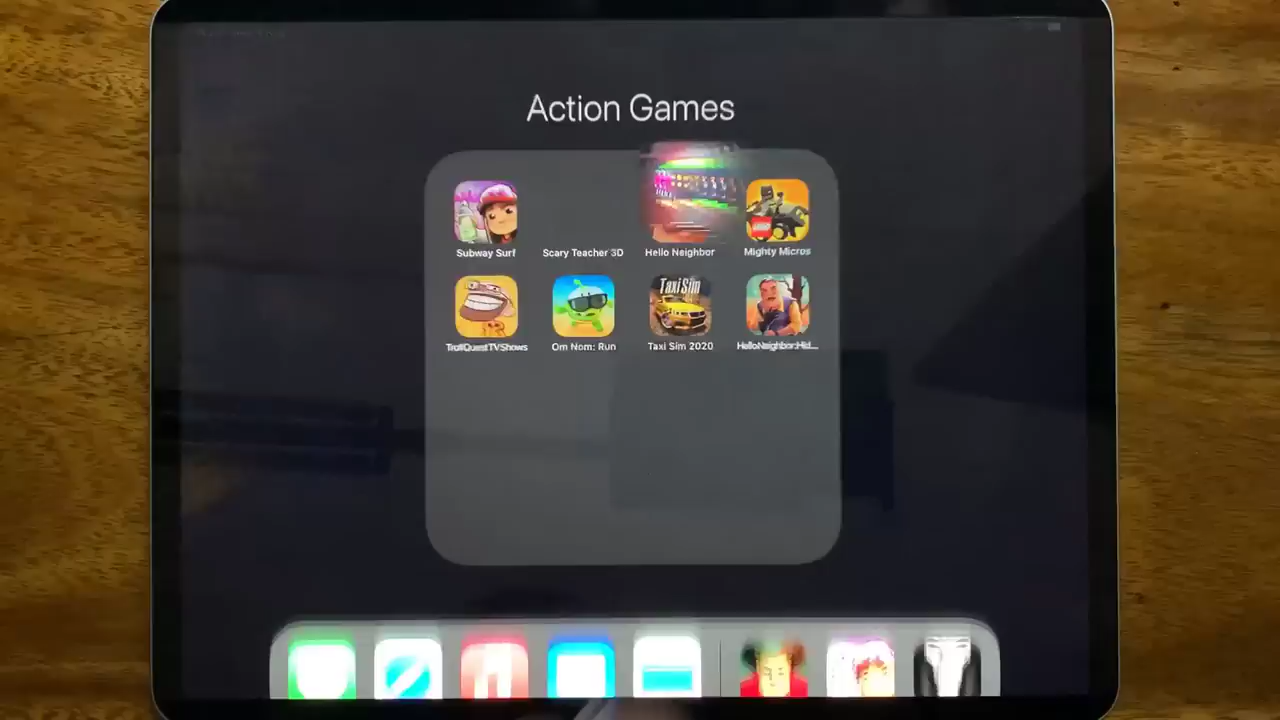 Action Games
Subway Surf
Scary Teacher 3D
Hello Neighbor
Mighty Micros
LEGO
TaxiSim
TrollQuestTVShows
Om Nom: Run
Taxi Sim 2020
HelloNeighbor:Hid...